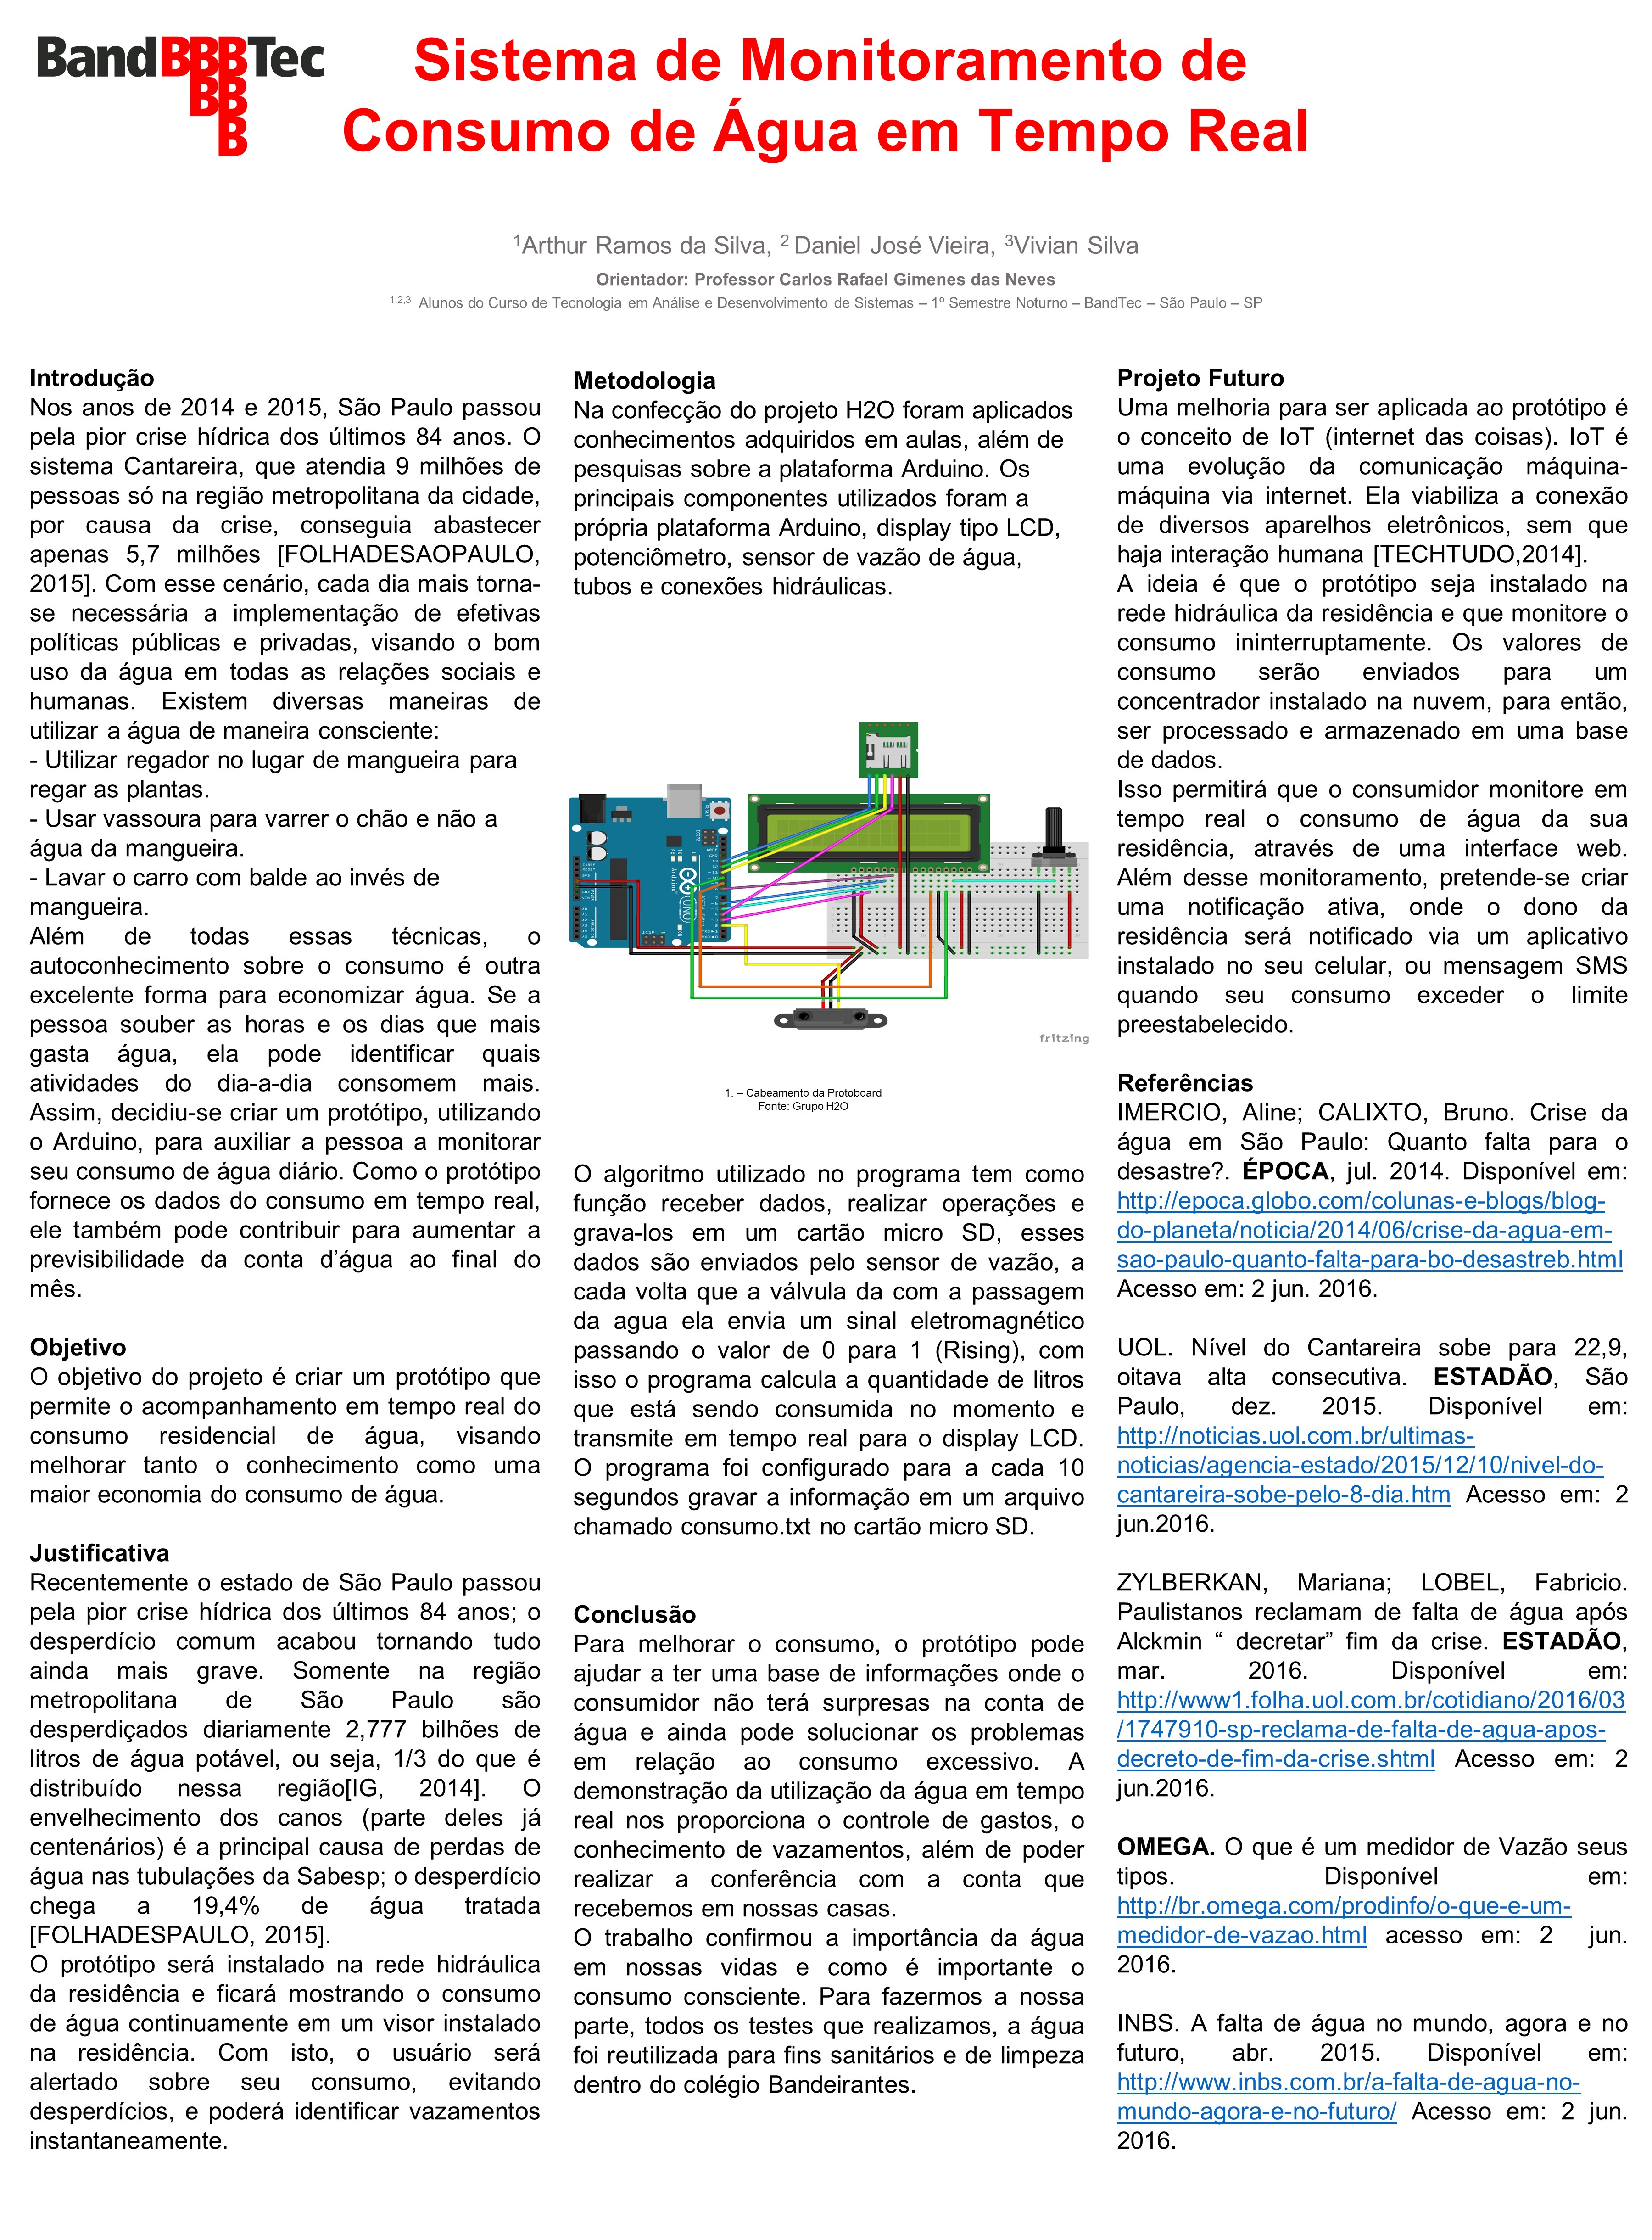 BandBBBTec
BB
B
Sistema de Monitoramento de
Consumo de Água em Tempo Real
¹Arthur Ramos da Silva, ² Daniel José Vieira, ³Vivian Silva
Orientador: Professor Carlos Rafael Gimenes das Neves
1,2,3 Alunos do Curso de Tecnologia em Análise e Desenvolvimento de Sistemas – 1º Semestre Noturno – BandTec – São Paulo – SP
Introdução
Nos anos de 2014 e 2015, São Paulo passou
pela pior crise hídrica dos últimos 84 anos. O
sistema Cantareira, que atendia 9 milhões de
pessoas só na região metropolitana da cidade,
por causa da crise, conseguia abastecer
apenas 5,7 milhões [FOLHADESAOPAULO,
2015]. Com esse cenário, cada dia mais torna-
se necessária a implementação de efetivas
políticas públicas e privadas, visando o bom
uso da água em todas as relações sociais e
humanas. Existem diversas maneiras de
utilizar a água de maneira consciente:
- Utilizar regador no lugar de mangueira para
regar as plantas.
- Usar vassoura para varrer o chão e não a
água da mangueira.
- Lavar o carro com balde ao invés de
mangueira.
Além de todas essas técnicas, o
autoconhecimento sobre o consumo é outra
excelente forma para economizar água. Se a
pessoa souber as horas e os dias que mais
gasta água, ela pode identificar quais
atividades do dia-a-dia consomem mais.
Assim, decidiu-se criar um protótipo, utilizando
o Arduino, para auxiliar a pessoa a monitorar
seu consumo de água diário. Como o protótipo
fornece os dados do consumo em tempo real,
ele também pode contribuir para aumentar a
previsibilidade da conta d’água ao final do
mês.
Objetivo
O objetivo do projeto é criar um protótipo que
permite o acompanhamento em tempo real do
consumo residencial de água, visando
melhorar tanto o conhecimento como uma
maior economia do consumo de água.
Justificativa
Recentemente o estado de São Paulo passou
pela pior crise hídrica dos últimos 84 anos; o
desperdício comum acabou tornando tudo
ainda mais grave. Somente na região
metropolitana de São Paulo são
desperdiçados diariamente 2,777 bilhões de
litros de água potável, ou seja, 1/3 do que é
distribuído nessa região[IG, 2014]. O
envelhecimento dos canos (parte deles já
centenários) é a principal causa de perdas de
água nas tubulações da Sabesp; o desperdício
chega a 19,4% de água tratada
[FOLHADESPAULO, 2015].
O protótipo será instalado na rede hidráulica
da residência e ficará mostrando o consumo
de água continuamente em um visor instalado
na residência. Com isto, o usuário será
alertado sobre seu consumo, evitando
desperdícios, e poderá identificar vazamentos
instantaneamente.
Metodologia
Na confecção do projeto H2O foram aplicados
conhecimentos adquiridos em aulas, além de
pesquisas sobre a plataforma Arduino. Os
principais componentes utilizados foram a
própria plataforma Arduino, display tipo LCD,
potenciômetro, sensor de vazão de água,
tubos e conexões hidráulicas.
Arduino
UNO
fritzing
1. – Cabeamento da Protoboard
Fonte: Grupo H2O
O algoritmo utilizado no programa tem como
função receber dados, realizar operações e
grava-los em um cartão micro SD, esses
dados são enviados pelo sensor de vazão, a
cada volta que a válvula da com a passagem
da agua ela envia um sinal eletromagnético
passando o valor de 0 para 1 (Rising), com
isso o programa calcula a quantidade de litros
que está sendo consumida no momento e
transmite em tempo real para o display LCD.
O programa foi configurado para a cada 10
segundos gravar a informação em um arquivo
chamado consumo.txt no cartão micro SD.
Conclusão
Para melhorar o consumo, o protótipo pode
ajudar a ter uma base de informações onde o
consumidor não terá surpresas na conta de
água e ainda pode solucionar os problemas
em relação ao consumo excessivo. A
demonstração da utilização da água em tempo
real nos proporciona o controle de gastos, o
conhecimento de vazamentos, além de poder
realizar a conferência com a conta que
recebemos em nossas casas.
O trabalho confirmou a importância da água
em nossas vidas e como é importante o
consumo consciente. Para fazermos a nossa
parte, todos os testes que realizamos, a água
foi reutilizada para fins sanitários e de limpeza
dentro do colégio Bandeirantes.
Projeto Futuro
Uma melhoria para ser aplicada ao protótipo é
o conceito de IoT (internet das coisas). IoT é
uma evolução da comunicação máquina-
máquina via internet. Ela viabiliza a conexão
de diversos aparelhos eletrônicos, sem que
haja interação humana [TECHTUDO,2014].
A ideia é que o protótipo seja instalado na
rede hidráulica da residência e que monitore o
consumo ininterruptamente. Os valores de
consumo serão enviados para um
concentrador instalado na nuvem, para então,
ser processado e armazenado em uma base
de dados.
Isso permitirá que o consumidor monitore em
tempo real o consumo de água da sua
residência, através de uma interface web.
Além desse monitoramento, pretende-se criar
uma notificação ativa, onde o dono da
residência será notificado via um aplicativo
instalado no seu celular, ou mensagem SMS
quando seu consumo exceder o limite
preestabelecido.
Referências
IMERCIO, Aline; CALIXTO, Bruno. Crise da
água em São Paulo: Quanto falta para o
desastre?. ÉPOCA, jul. 2014. Disponível em:
http://epoca.globo.com/colunas-e-blogs/blog-
do-planeta/noticia/2014/06/crise-da-agua-em-
sao-paulo-quanto-falta-para-bo-desastreb.html
Acesso em: 2 jun. 2016.
UOL. Nível do Cantareira sobe para 22,9,
oitava alta consecutiva. ESTADÃO, São
Paulo, dez. 2015. Disponível em:
http://noticias.uol.com.br/ultimas-
noticias/agencia-estado/2015/12/10/nivel-do-
cantareira-sobe-pelo-8-dia.htm Acesso em: 2
jun.2016.
ZYLBERKAN, Mariana; LOBEL, Fabricio.
Paulistanos reclamam de falta de água após
Alckmin “ decretar” fim da crise. ESTADÃO,
mar. 2016. Disponível em:
http://www1.folha.uol.com.br/cotidiano/2016/03
/1747910-sp-reclama-de-falta-de-agua-apos-
decreto-de-fim-da-crise.shtml Acesso em: 2
jun.2016.
OMEGA. O que é um medidor de Vazão seus
tipos. Disponível em:
http://br.omega.com/prodinfo/o-que-e-um-
medidor-de-vazao.html acesso em: 2 jun.
2016.
INBS. A falta de água no mundo, agora e no
futuro, abr. 2015. Disponível em:
http://www.inbs.com.br/a-falta-de-agua-no-
mundo-agora-e-no-futuro/ Acesso em: 2 jun.
2016.